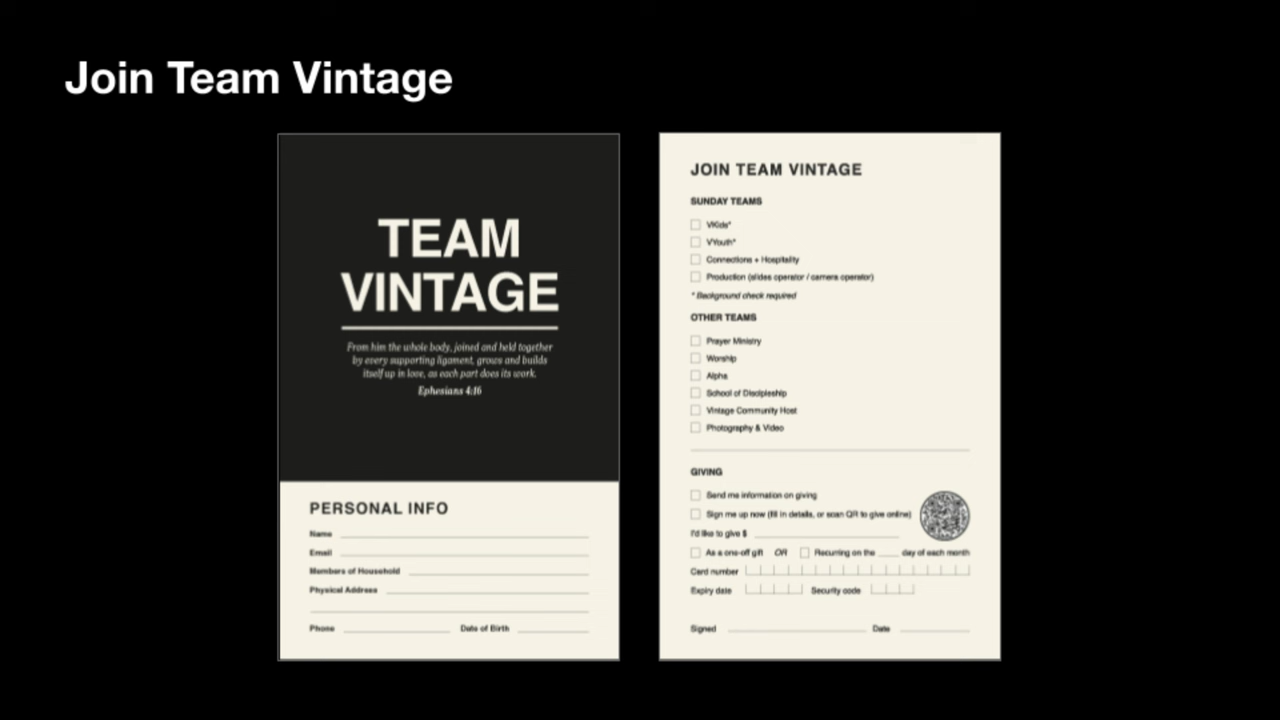 Join Team Vintage
TEAM
VINTAGE
From him the whole body, joined and held together
by every supporting ligament, grows and builds
itself up in love, as each part does its work.
Ephesians 4:16
PERSONAL INFO
Name
Email
Members of Household
Physical Address
Phone Date of Birth
JOIN TEAM VINTAGE
SUNDAY TEAMS
VKids*
VYouth*
Connections + Hospitality
Production (slides operator / camera operator)
* Background check required
OTHER TEAMS
Prayer Ministry
Worship
Alpha
School of Discipleship
Vintage Community Host
Photography & Video
GIVING
Send me information on giving
Sign me up now (fill in details, or scan QR to give online)
I'd like to give $
As a one-off gift OR Recurring on the ____ day of each month
Card number
Expiry date Security code
Signed Date